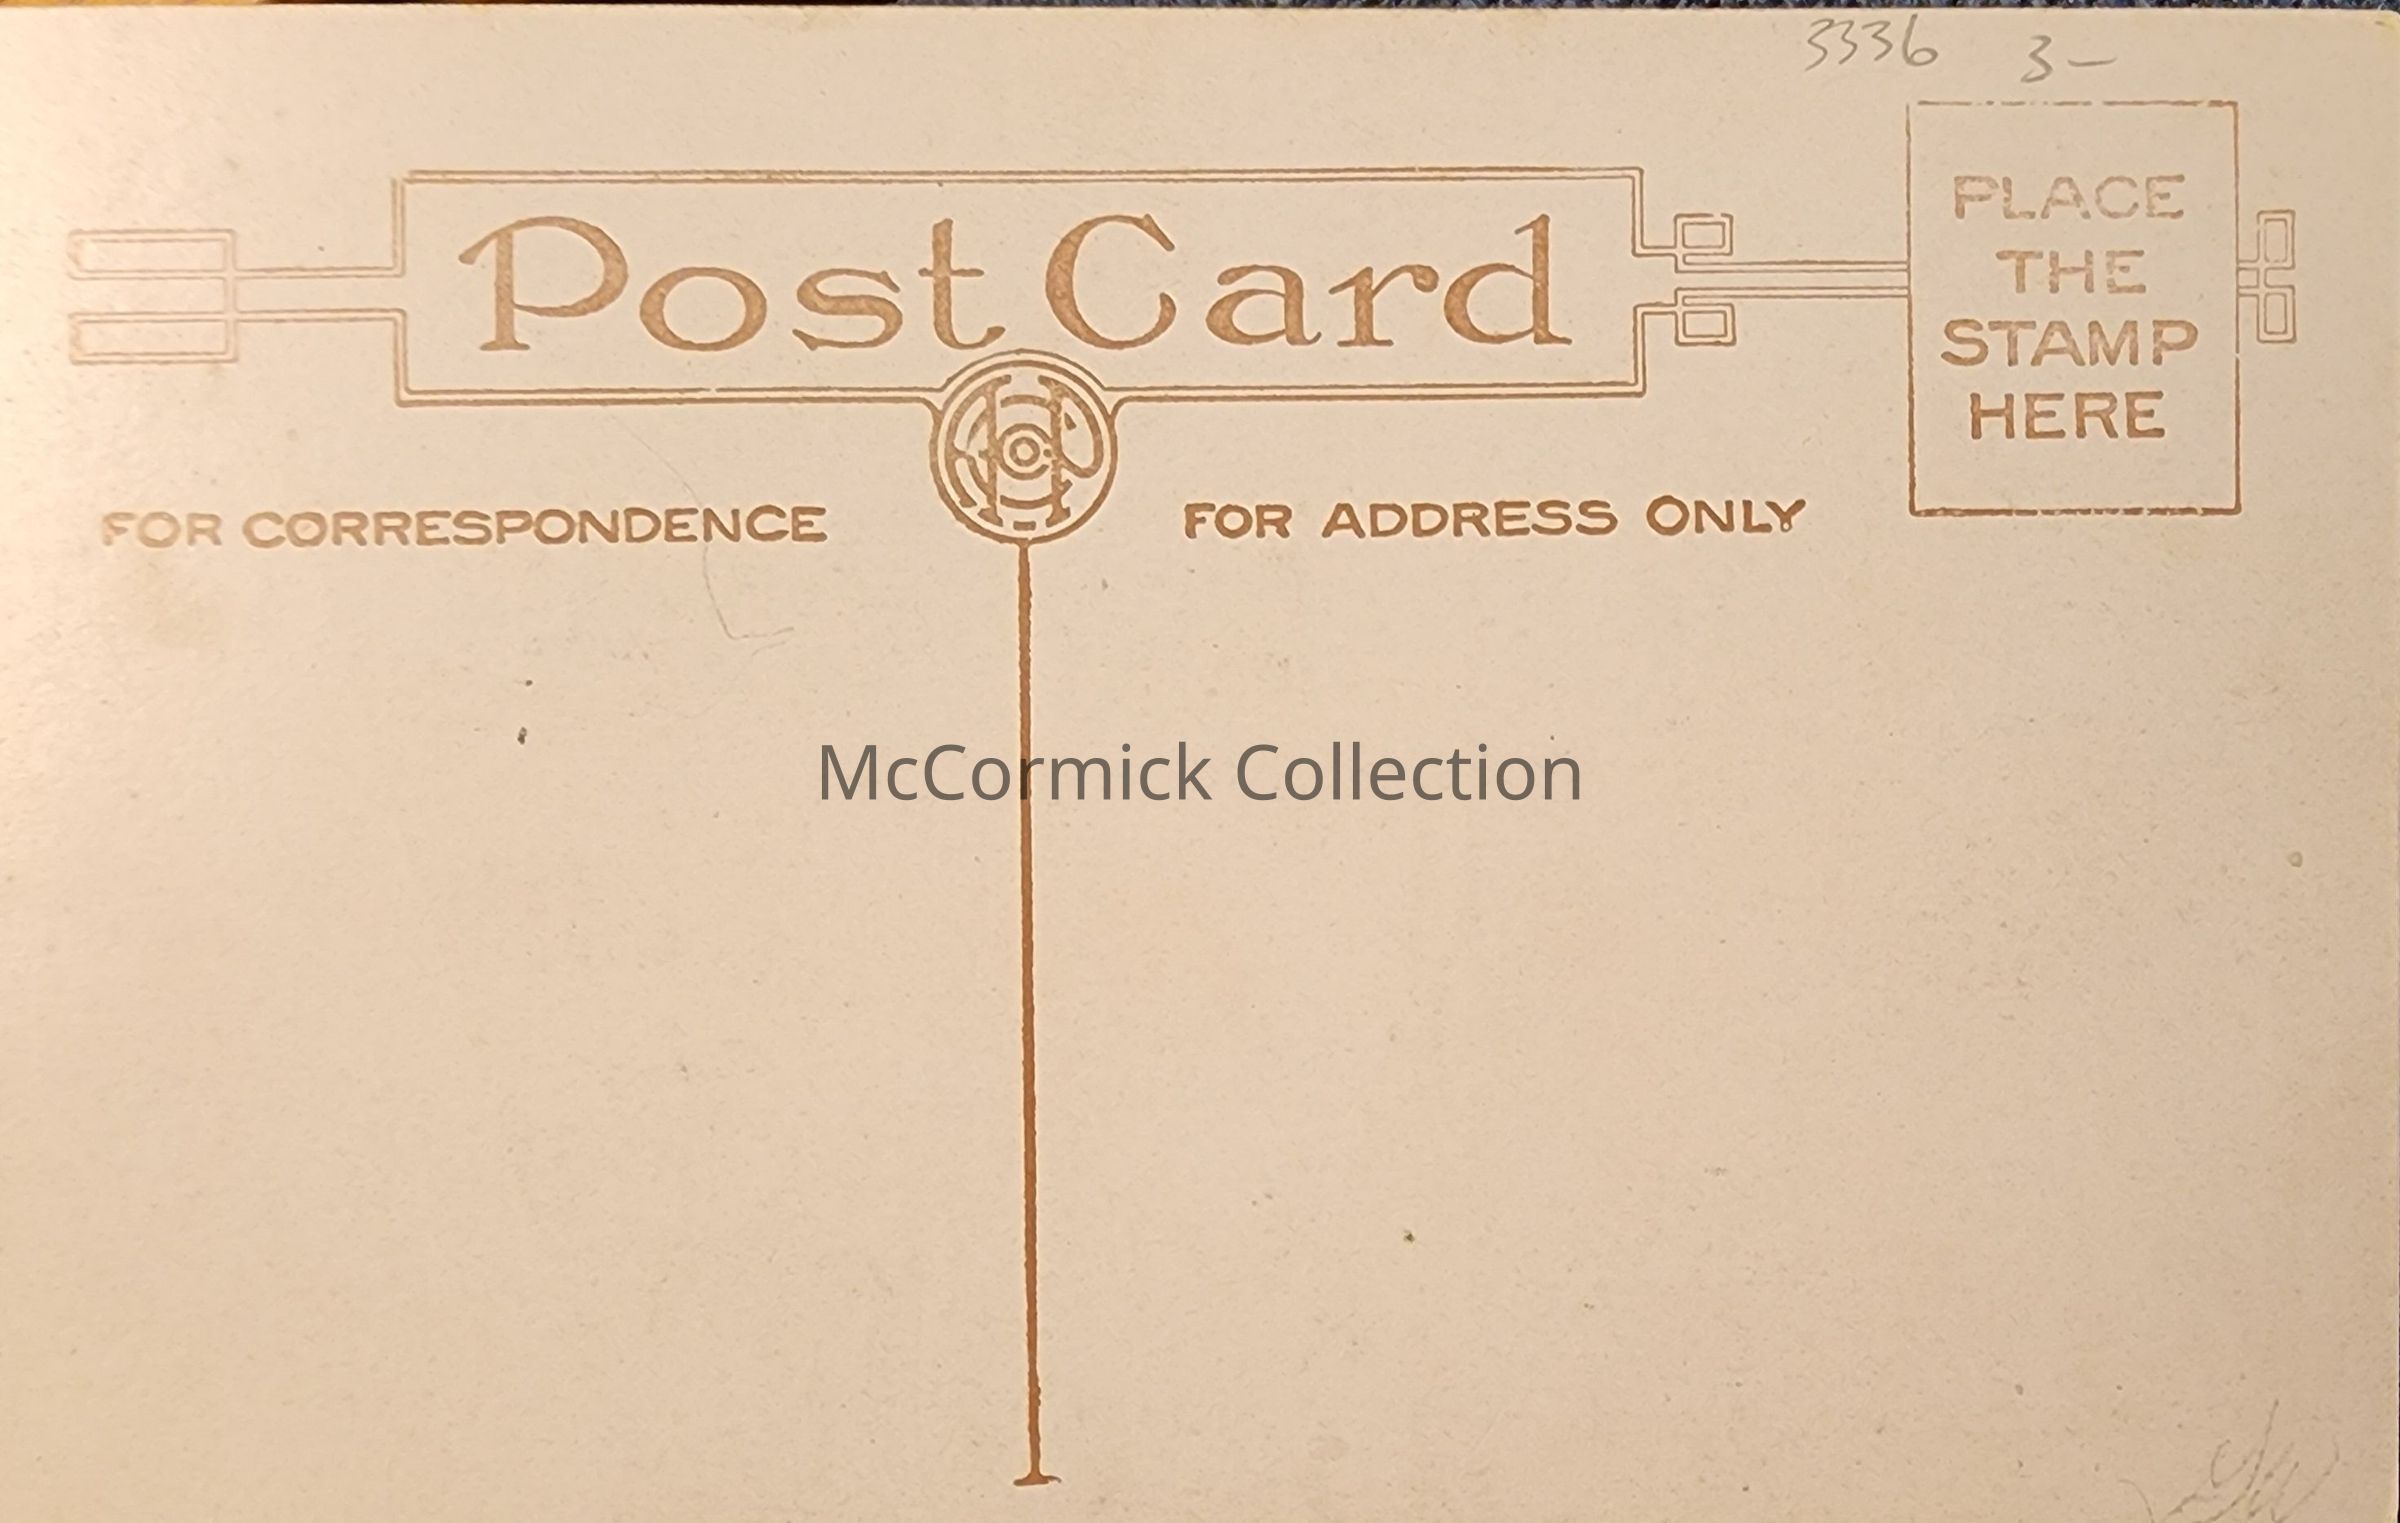 3336 3-
Post Card
PLACE
THE
STAMP
HERE
FOR CORRESPONDENCE
FOR ADDRESS ONLY
McCormick Collection